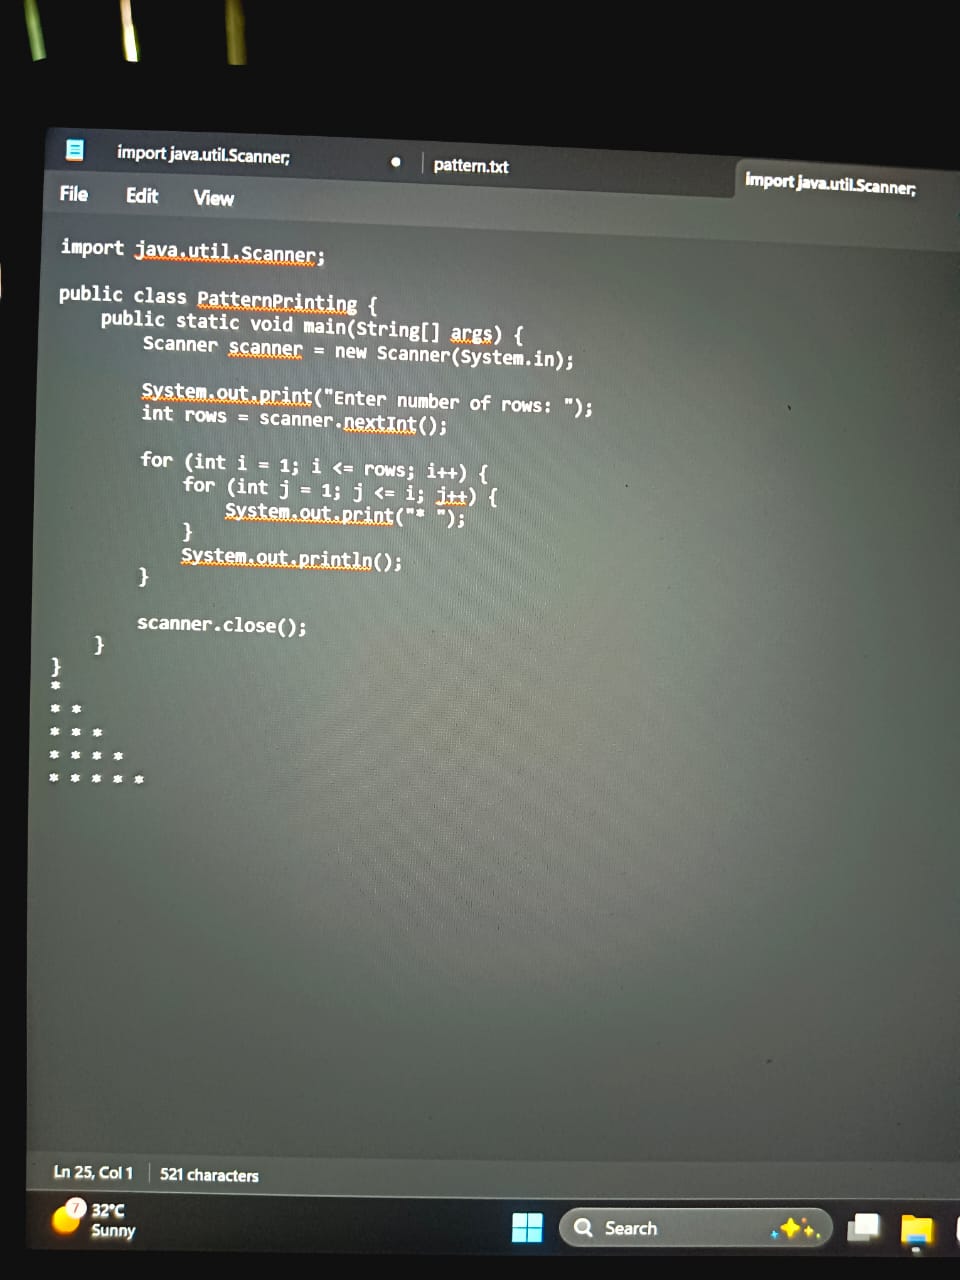 import java.util.Scanner;
pattern.txt
import java.util.Scanner;
File Edit View
import java.util.Scanner;
public class PatternPrinting {
public static void main(String[] args) {
Scanner scanner = new Scanner(System.in);
System.out.print("Enter number of rows: ");
int rows = scanner.nextInt();
for (int i = 1; i <= rows; i++) {
for (int j = 1; j <= i; j++) {
System.out.print("* ");
}
System.out.println();
}
scanner.close();
}
}
*
* *
* * *
* * * *
* * * * *
Ln 25, Col 1 521 characters
7
32°C
Sunny
Search